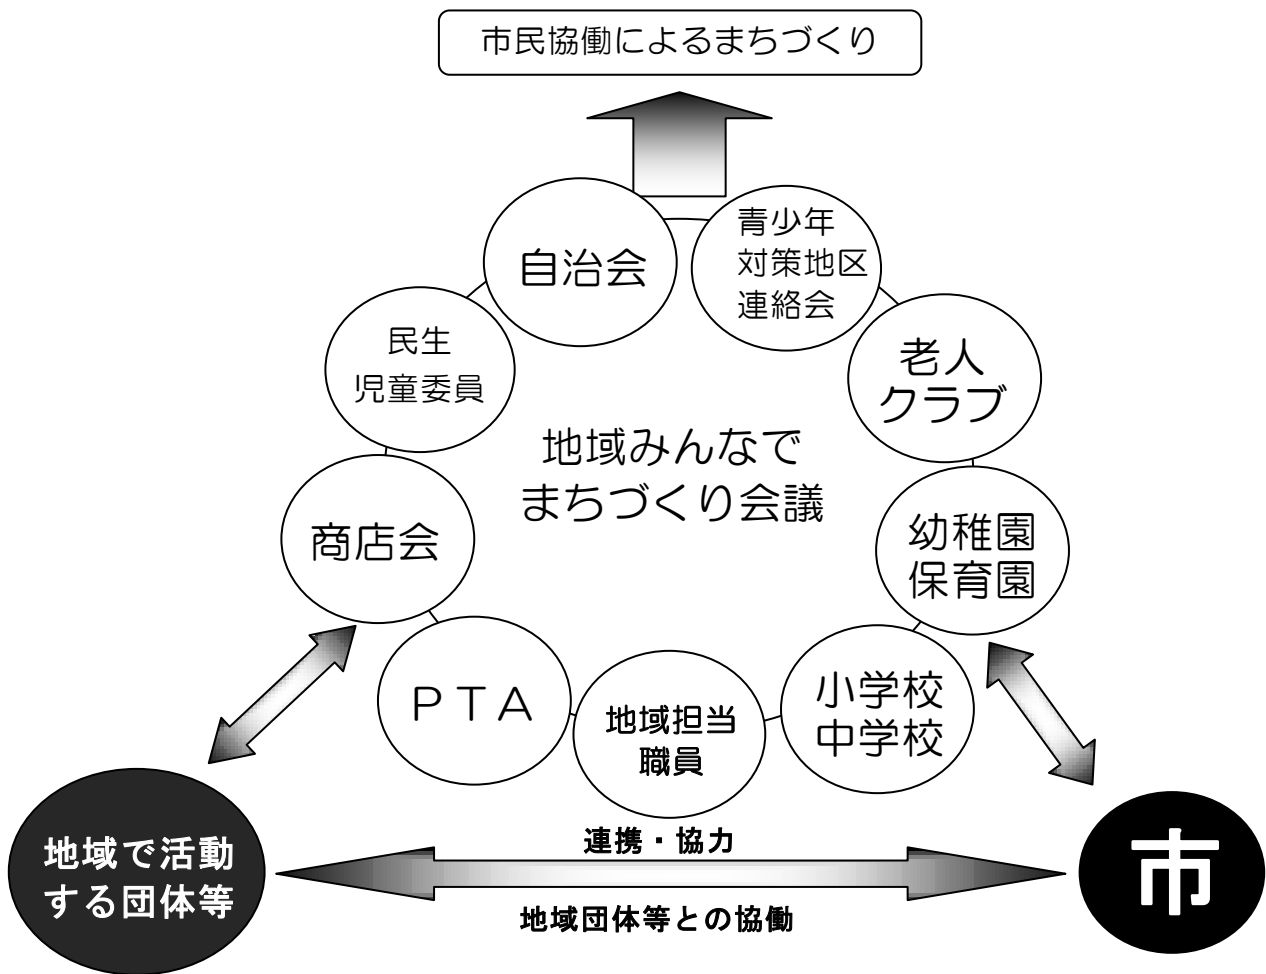 市民協働によるまちづくり
自治会
青少年
対策地区
連絡会
民生
児童委員
老人
クラブ
地域みんなで
まちづくり会議
商店会
幼稚園
保育園
ＰＴＡ
地域担当
職員
小学校
中学校
連携・協力
地域で活動
する団体等
市
地域団体等との協働